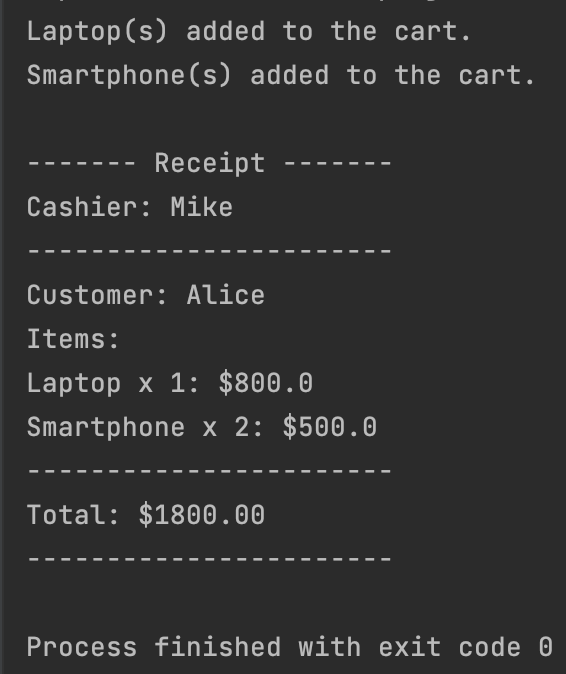 Laptop(s) added to the cart.
Smartphone(s) added to the cart.
------- Receipt -------
Cashier: Mike
-----------------------
Customer: Alice
Items:
Laptop x 1: $800.0
Smartphone x 2: $500.0
-----------------------
Total: $1800.00
-----------------------
Process finished with exit code 0